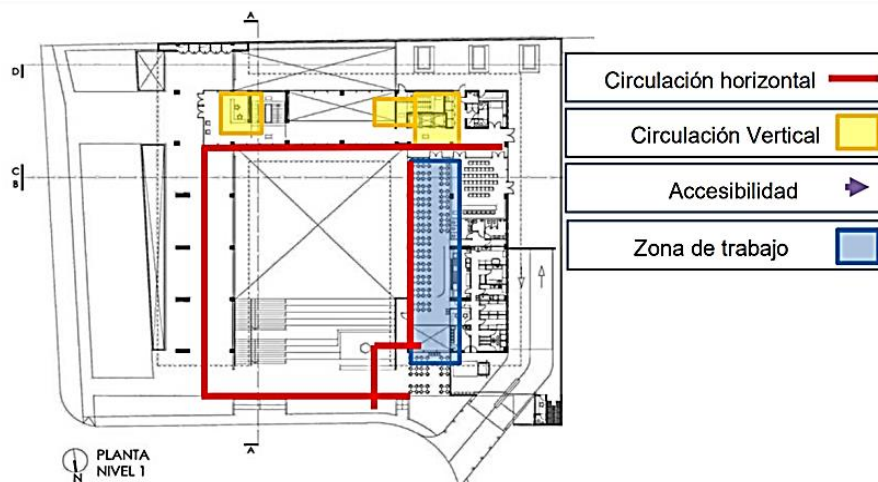 A
D
C
B
A
N
PLANTA
NIVEL 1
Circulación horizontal
Circulación Vertical
Accesibilidad
Zona de trabajo